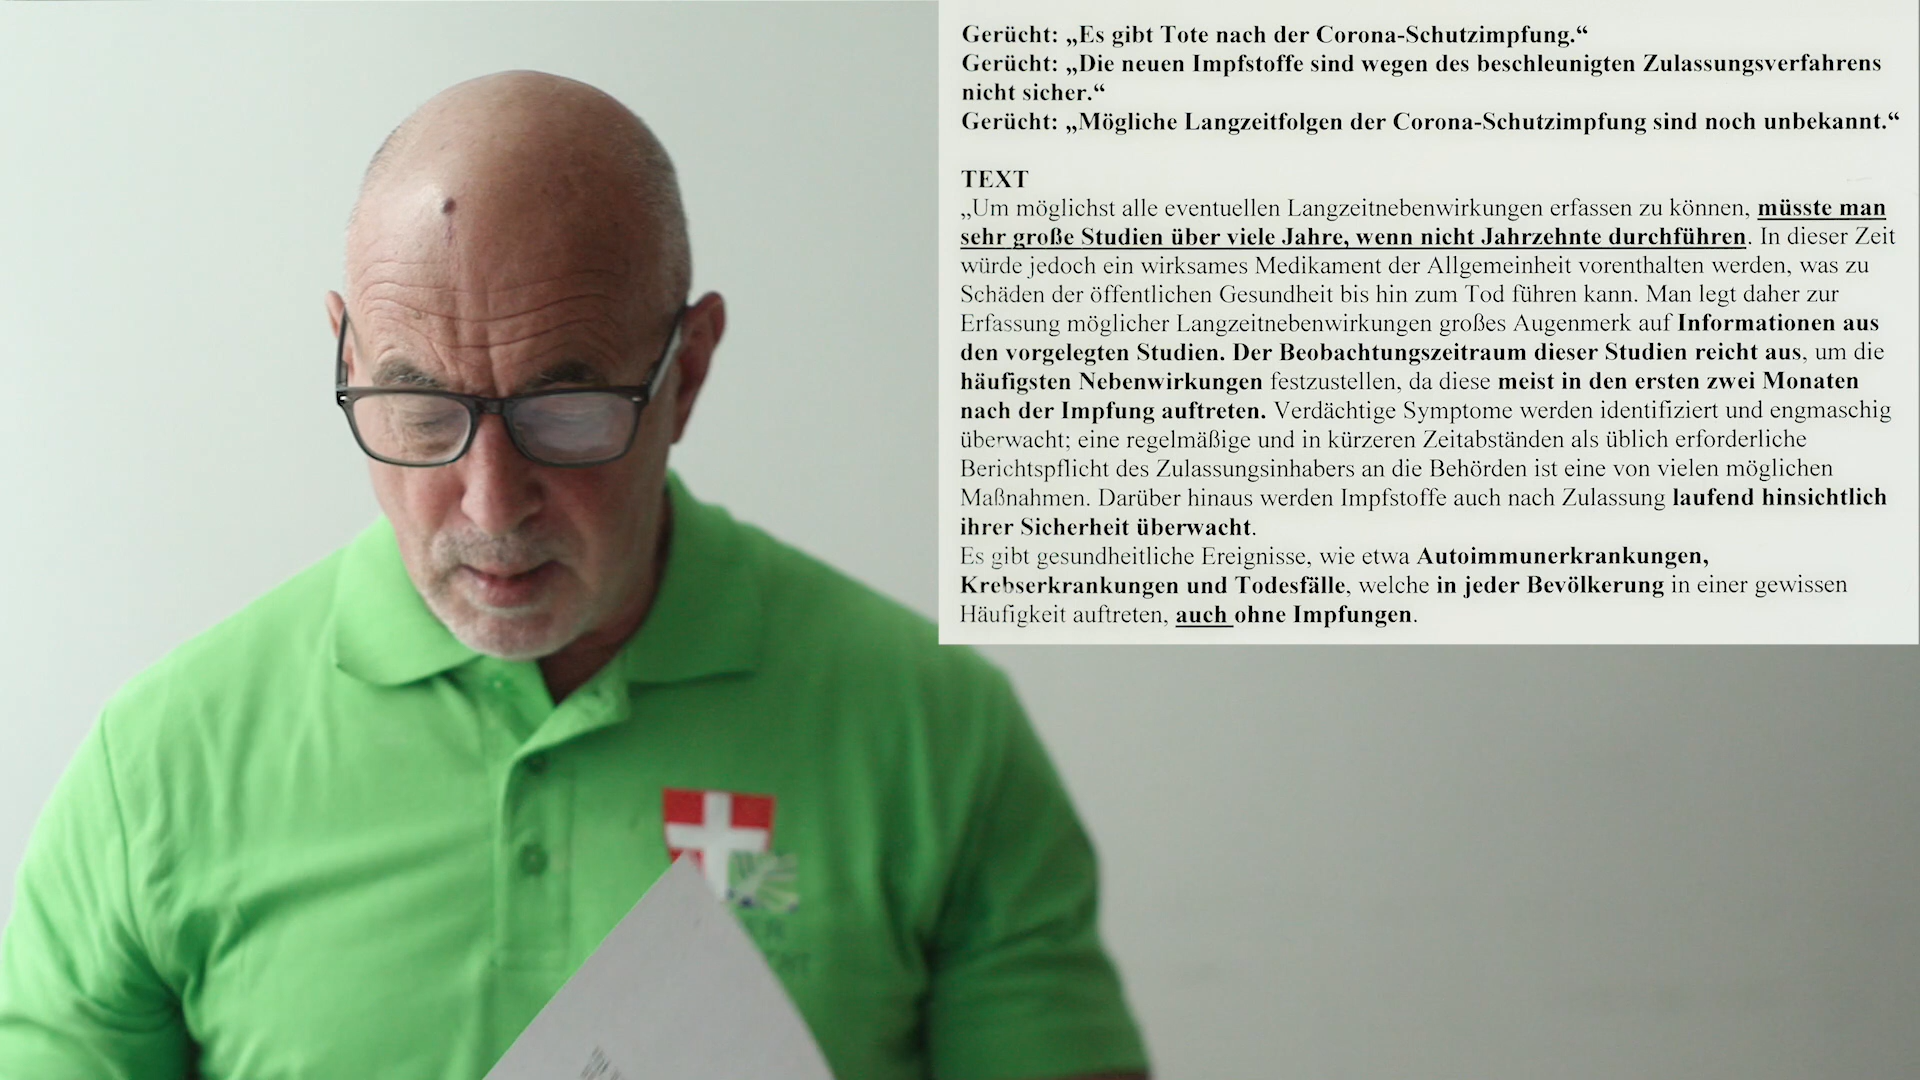 Gerücht: „Es gibt Tote nach der Corona-Schutzimpfung.“
Gerücht: „Die neuen Impfstoffe sind wegen des beschleunigten Zulassungsverfahrens
nicht sicher.“
Gerücht: „Mögliche Langzeitfolgen der Corona-Schutzimpfung sind noch unbekannt.“
TEXT
„Um möglichst alle eventuellen Langzeitnebenwirkungen erfassen zu können, müsste man
sehr große Studien über viele Jahre, wenn nicht Jahrzehnte durchführen. In dieser Zeit
würde jedoch ein wirksames Medikament der Allgemeinheit vorenthalten werden, was zu
Schäden der öffentlichen Gesundheit bis hin zum Tod führen kann. Man legt daher zur
Erfassung möglicher Langzeitnebenwirkungen großes Augenmerk auf Informationen aus
den vorgelegten Studien. Der Beobachtungszeitraum dieser Studien reicht aus, um die
häufigsten Nebenwirkungen festzustellen, da diese meist in den ersten zwei Monaten
nach der Impfung auftreten. Verdächtige Symptome werden identifiziert und engmaschig
überwacht; eine regelmäßige und in kürzeren Zeitabständen als üblich erforderliche
Berichtspflicht des Zulassungsinhabers an die Behörden ist eine von vielen möglichen
Maßnahmen. Darüber hinaus werden Impfstoffe auch nach Zulassung laufend hinsichtlich
ihrer Sicherheit überwacht.
Es gibt gesundheitliche Ereignisse, wie etwa Autoimmunerkrankungen,
Krebserkrankungen und Todesfälle, welche in jeder Bevölkerung in einer gewissen
Häufigkeit auftreten, auch ohne Impfungen.